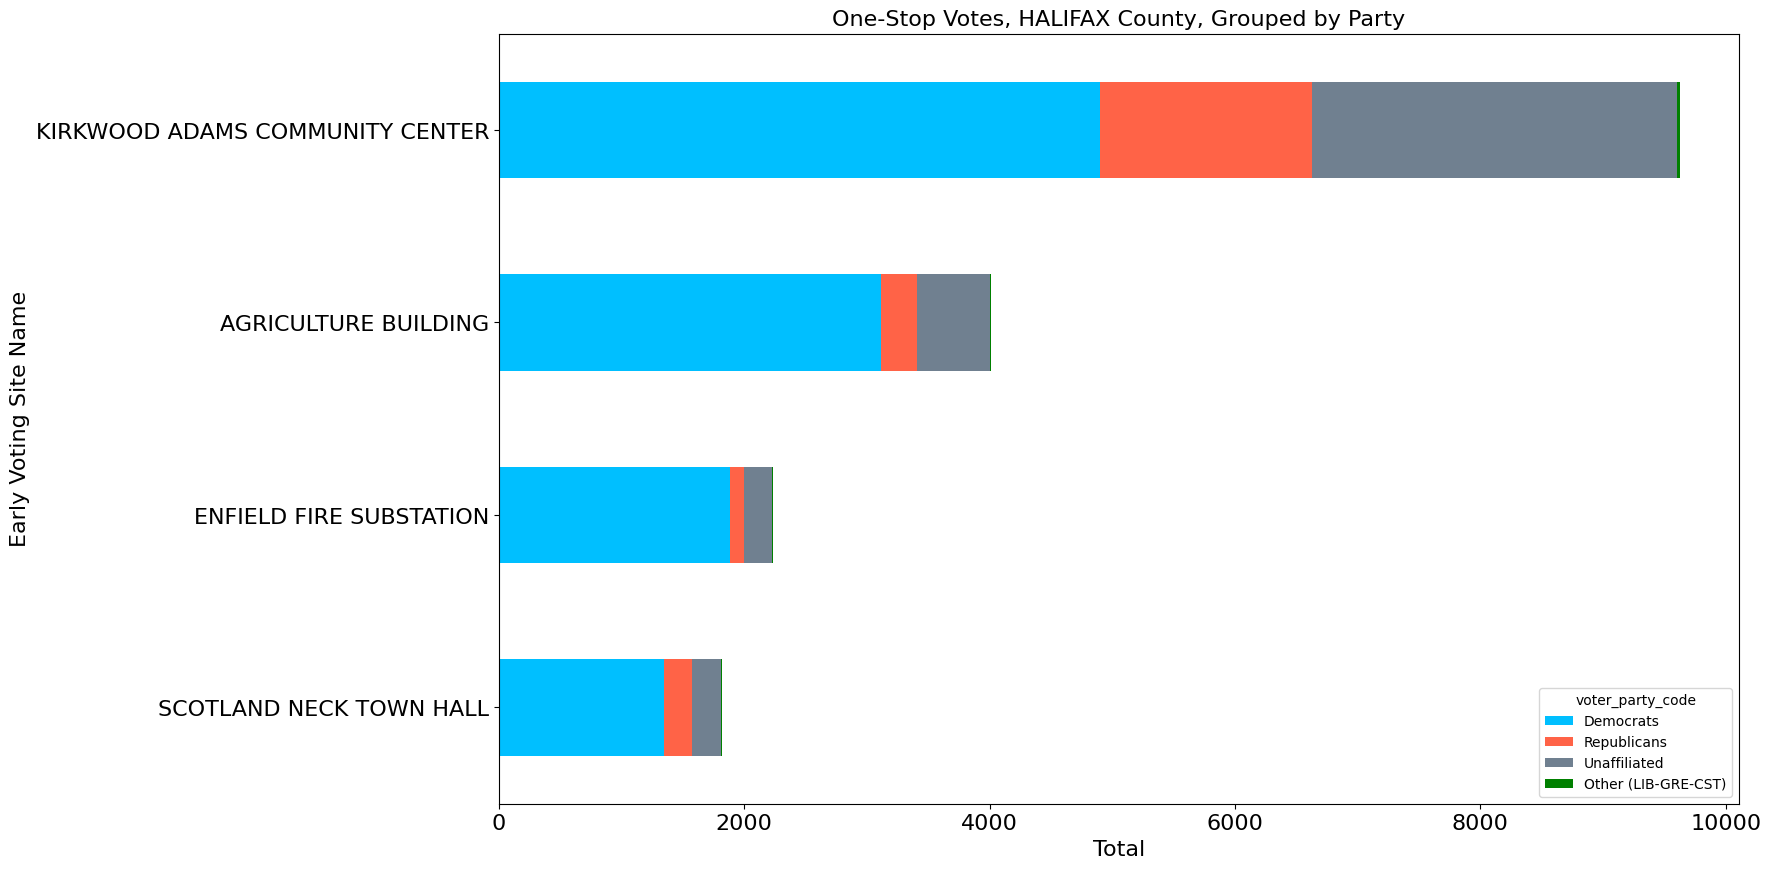 One-Stop Votes, HALIFAX County, Grouped by Party
Early Voting Site Name
KIRKWOOD ADAMS COMMUNITY CENTER
AGRICULTURE BUILDING
ENFIELD FIRE SUBSTATION
SCOTLAND NECK TOWN HALL
voter_party_code
Democrats
Republicans
Unaffiliated
Other (LIB-GRE-CST)
0 2000 4000 6000 8000 10000
Total